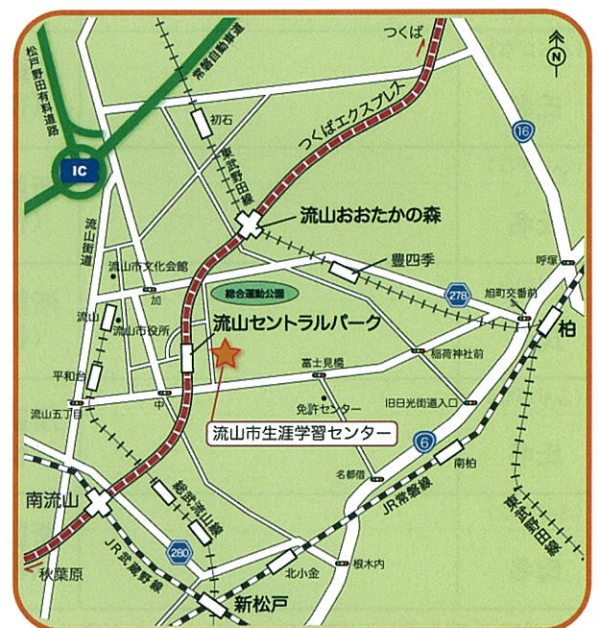 つくば
N
松戸野田有料道路
常磐自動車道
初石
つくばエクスプレス
東武野田線
16
IC
流山おおたかの森
流山街道
豊四季
呼塚
流山市文化会館
278
旭町交番前
加
総合運動公園
流山
流山市役所
流山セントラルパーク
柏
稲荷神社前
平和台
富士見橋
流山五丁目
中
免許センター
旧日光街道入口
流山市生涯学習センター
6
南柏
名都借
南流山
総武流山線
JR常磐線
東武野田線
280
JR武蔵野線
秋葉原
北小金
根木内
新松戸